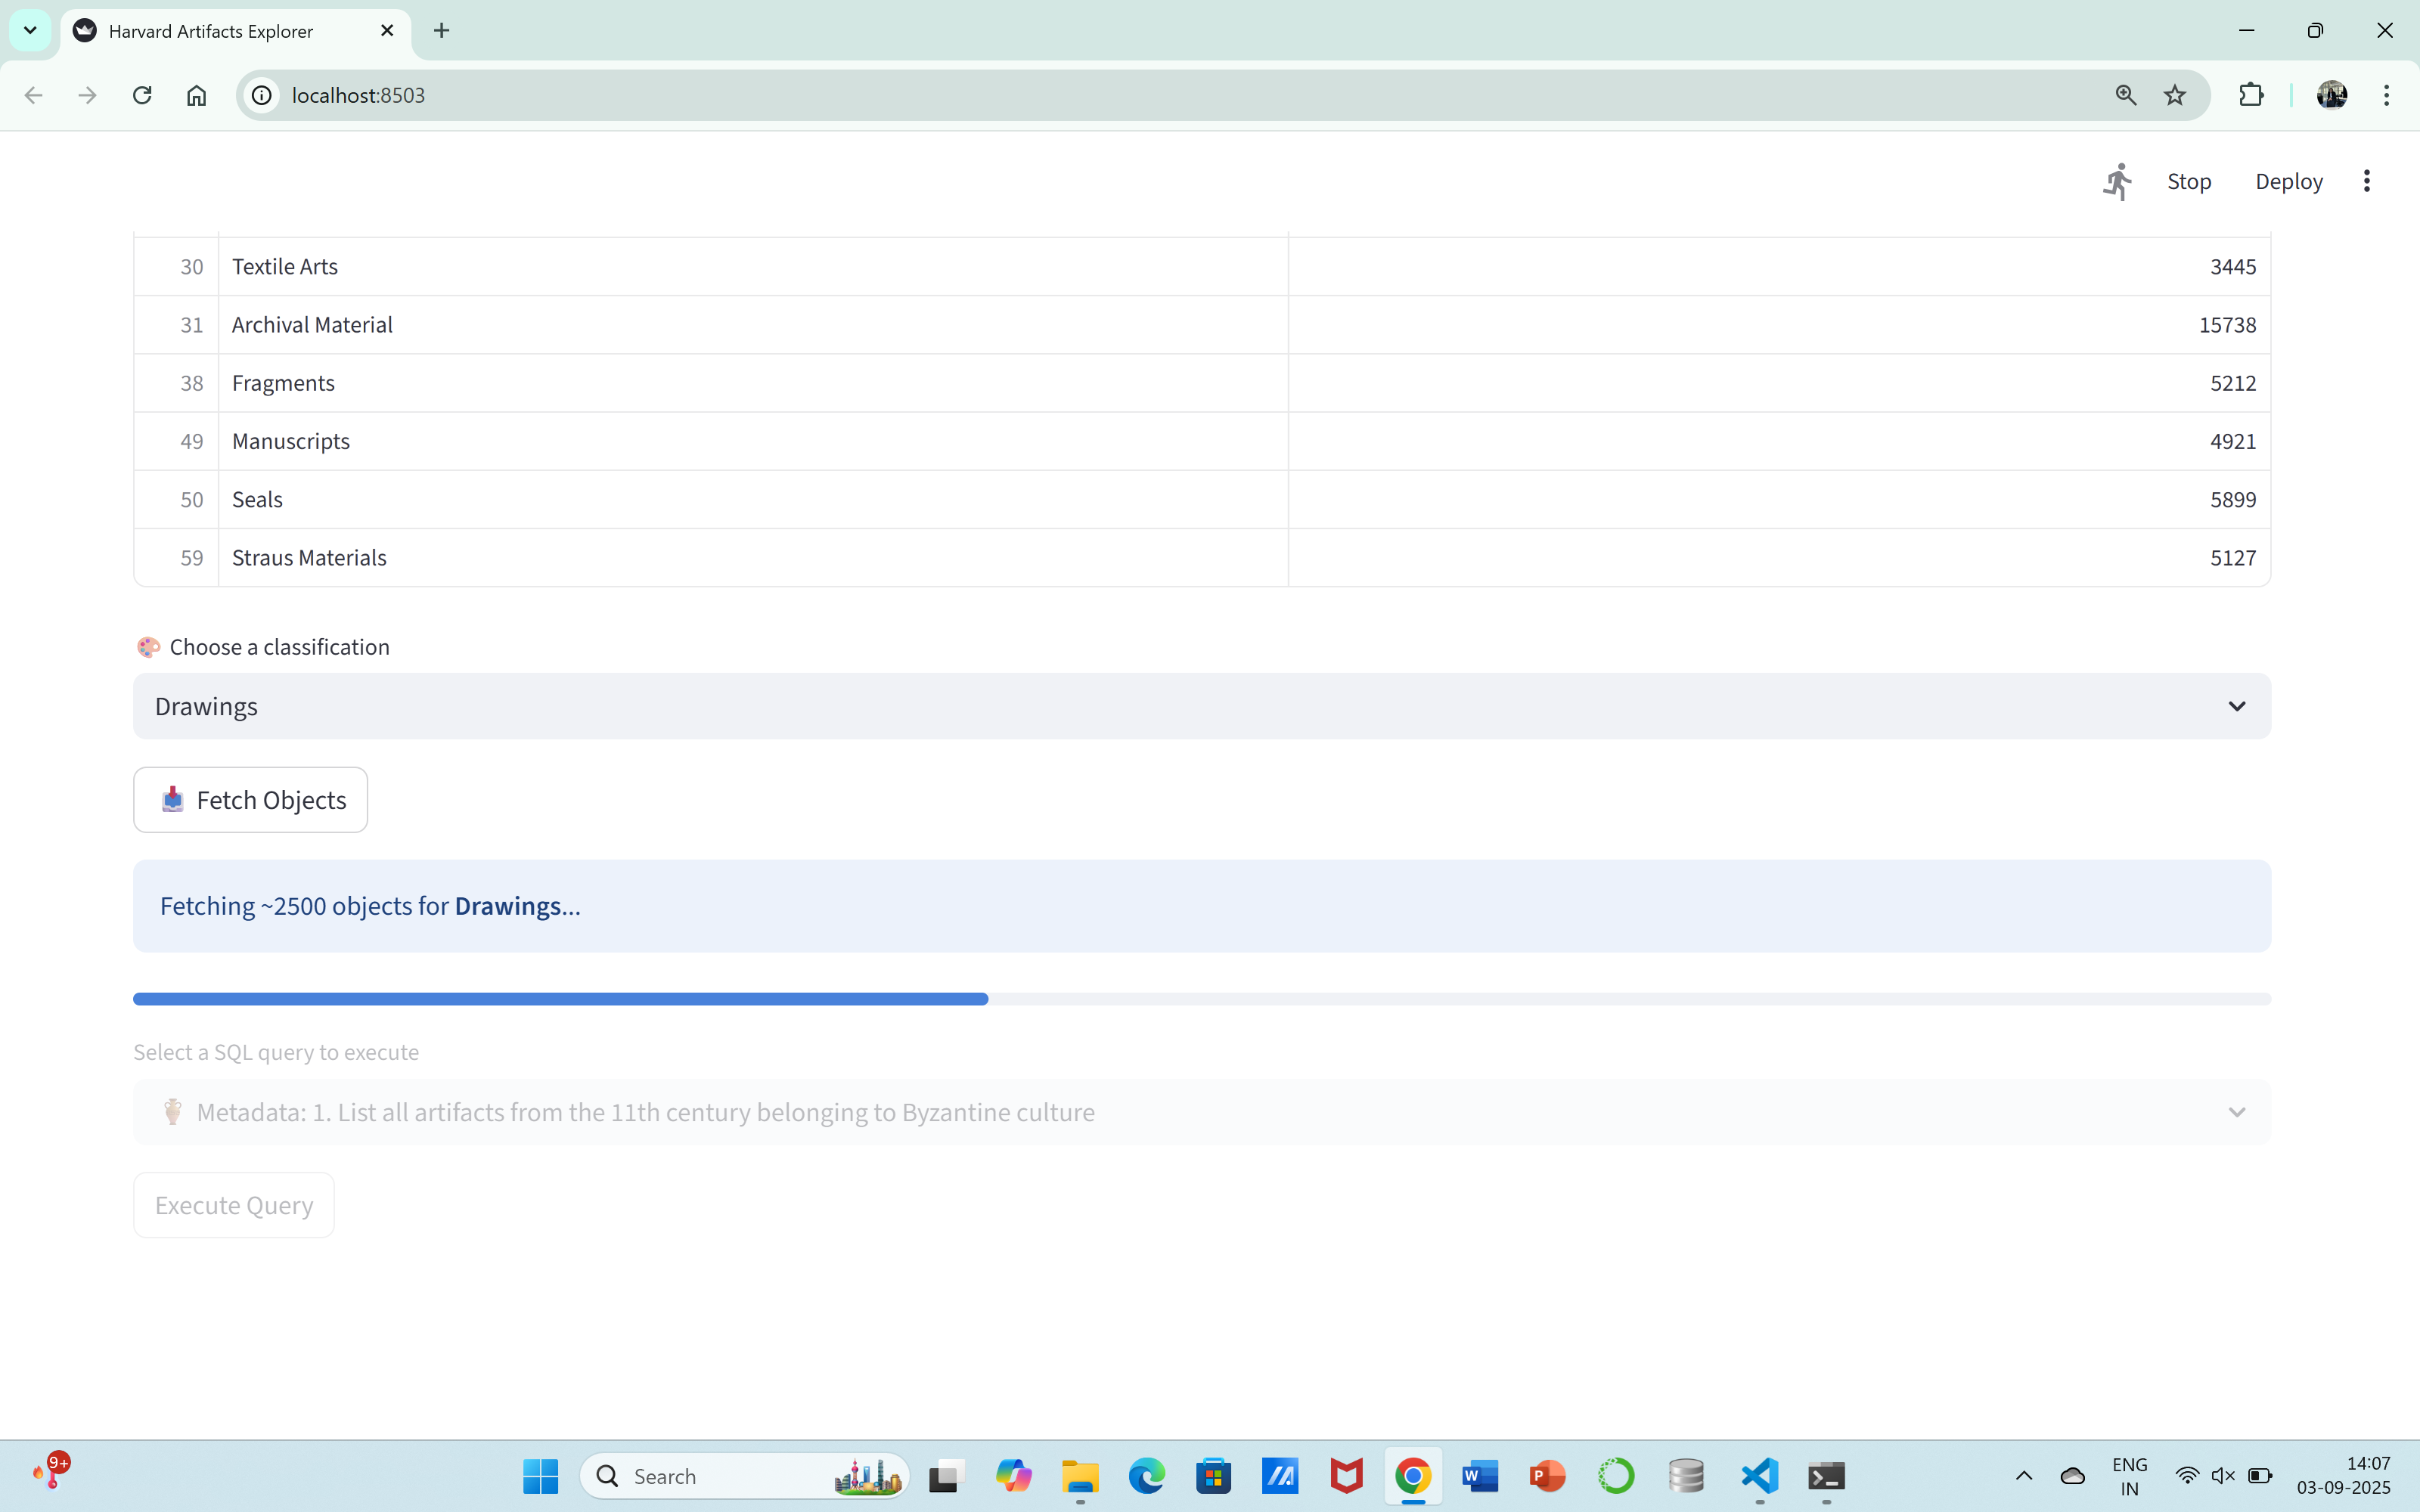 Harvard Artifacts Explorer
localhost:8503
Stop Deploy
30 Textile Arts 3445
31 Archival Material 15738
38 Fragments 5212
49 Manuscripts 4921
50 Seals 5899
59 Straus Materials 5127
Choose a classification
Drawings
Fetch Objects
Fetching ~2500 objects for Drawings...
Select a SQL query to execute
Metadata: 1. List all artifacts from the 11th century belonging to Byzantine culture
Execute Query
9+
Search
W
P
ENG
IN
14:07
03-09-2025